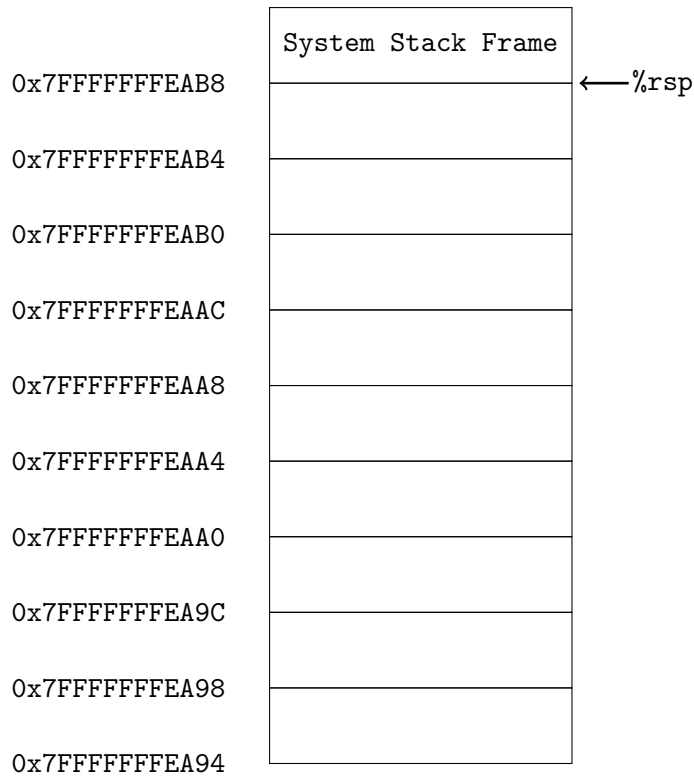 System Stack Frame
0x7FFFFFFFEAB8
%rsp
0x7FFFFFFFEAB4
0x7FFFFFFFEAB0
0x7FFFFFFFEAAC
0x7FFFFFFFEAA8
0x7FFFFFFFEAA4
0x7FFFFFFFEAA0
0x7FFFFFFFEA9C
0x7FFFFFFFEA98
0x7FFFFFFFEA94